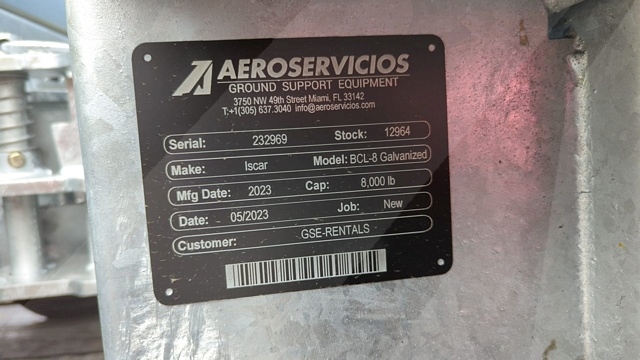 AEROSERVICIOS
GROUND SUPPORT EQUIPMENT
3750 NW 49th Street Miami, FL 33142
T:+1(305) 637.3040 info@aeroservicios.com
Serial: 232969 Stock: 12964
Make: Iscar Model: BCL-8 Galvanized
Mfg Date: 2023 Cap: 8,000 lb
Date: 05/2023 Job: New
Customer: GSE-RENTALS